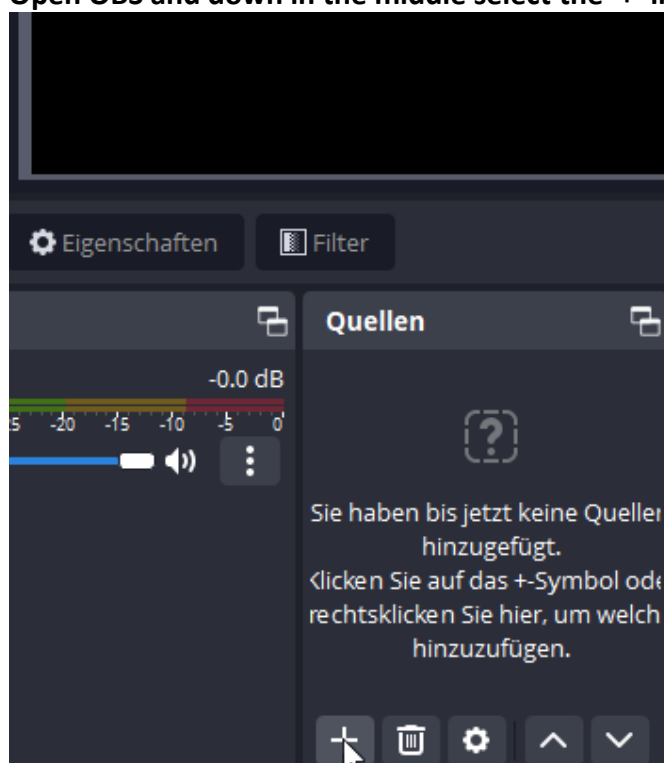 Open OBS and down in the middle select the "+" i
Eigenschaften
Filter
Quellen
-0.0 dB
-20 -15 -10 -5 0
Sie haben bis jetzt keine Quellen
hinzugefügt.
Klicken Sie auf das +-Symbol ode
rechtsklicken Sie hier, um welch
hinzuzufügen.